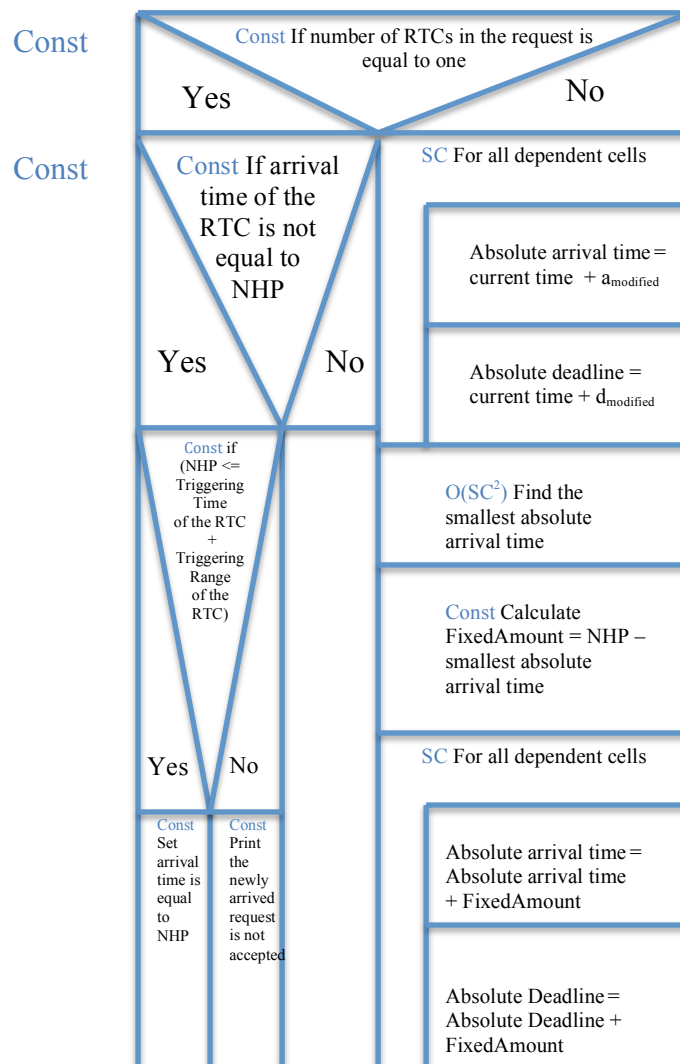 Const
Const If number of RTCs in the request is
equal to one
Yes
No
Const
Const If arrival
time of the
RTC is not
equal to
NHP
Yes
No
Const if
(NHP <=
Triggering
Time
of the RTC
+
Triggering
Range
of the
RTC)
Yes
No
Const
Set
arrival
time is
equal
to
NHP
Const
Print
the
newly
arrived
request
is not
accepted
SC For all dependent cells
Absolute arrival time =
current time + amodified
Absolute deadline =
current time + dmodified
O(SC²) Find the
smallest absolute
arrival time
Const Calculate
FixedAmount = NHP –
smallest absolute
arrival time
SC For all dependent cells
Absolute arrival time =
Absolute arrival time
+ FixedAmount
Absolute Deadline =
Absolute Deadline +
FixedAmount